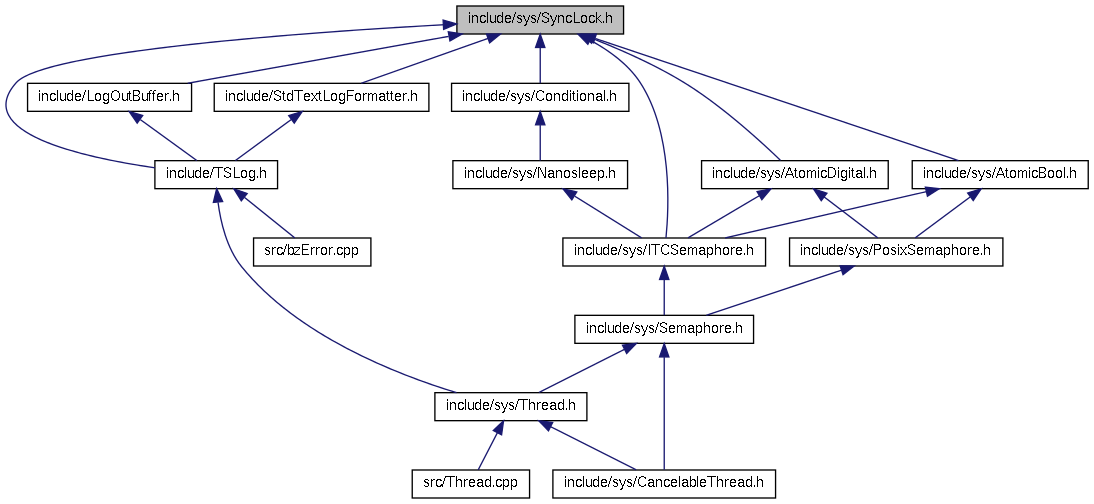 include/sys/SyncLock.h
include/LogOutBuffer.h
include/StdTextLogFormatter.h
include/sys/Conditional.h
include/TSLog.h
include/sys/Nanosleep.h
include/sys/AtomicDigital.h
include/sys/AtomicBool.h
src/bzError.cpp
include/sys/ITCSemaphore.h
include/sys/PosixSemaphore.h
include/sys/Semaphore.h
include/sys/Thread.h
src/Thread.cpp
include/sys/CancelableThread.h